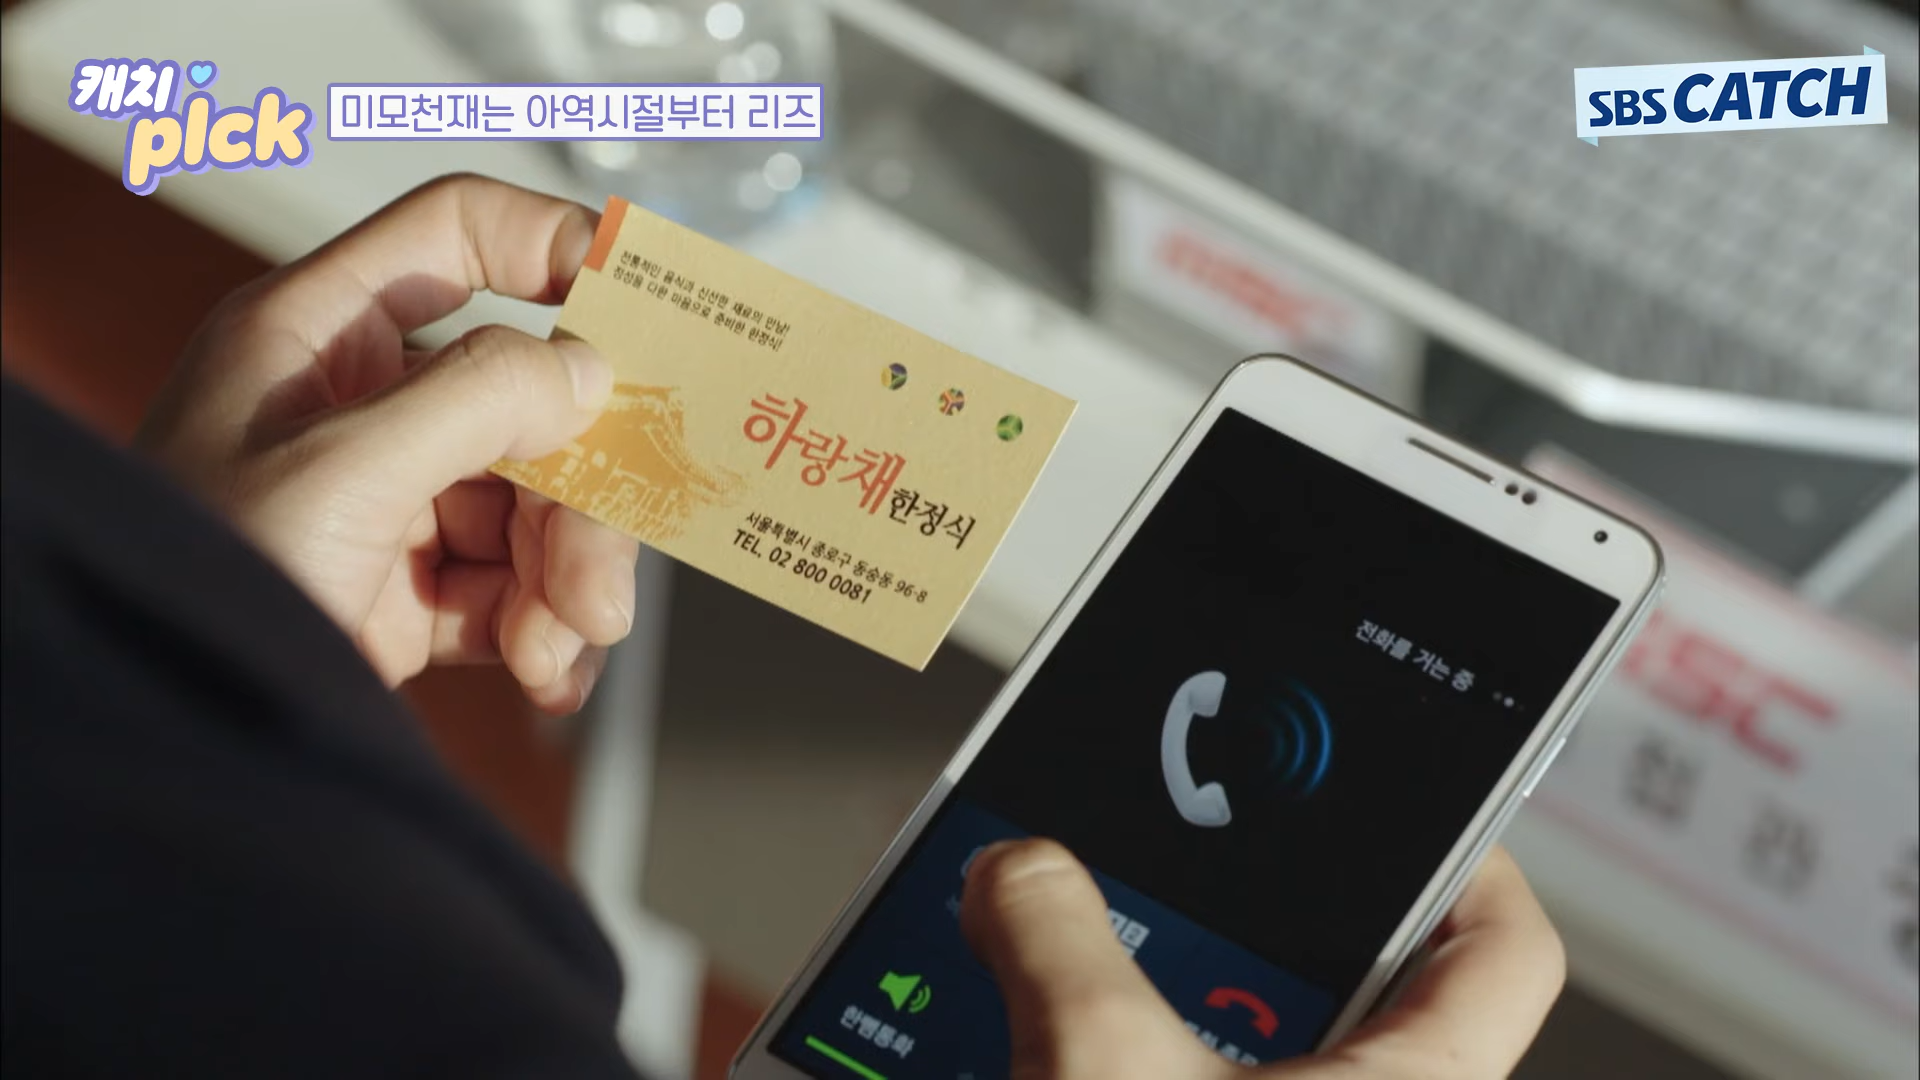 캐치
pick
미모천재는 아역시절부터 리즈
SBS CATCH
전통적인 음식과 신선한 재료의 만남!
정성을 다한 마음으로 준비한 한정식!
하랑채 한정식
서울특별시 종로구 동숭동 96-8
TEL. 02 800 0081
전화를 거는 중
한뼘통화